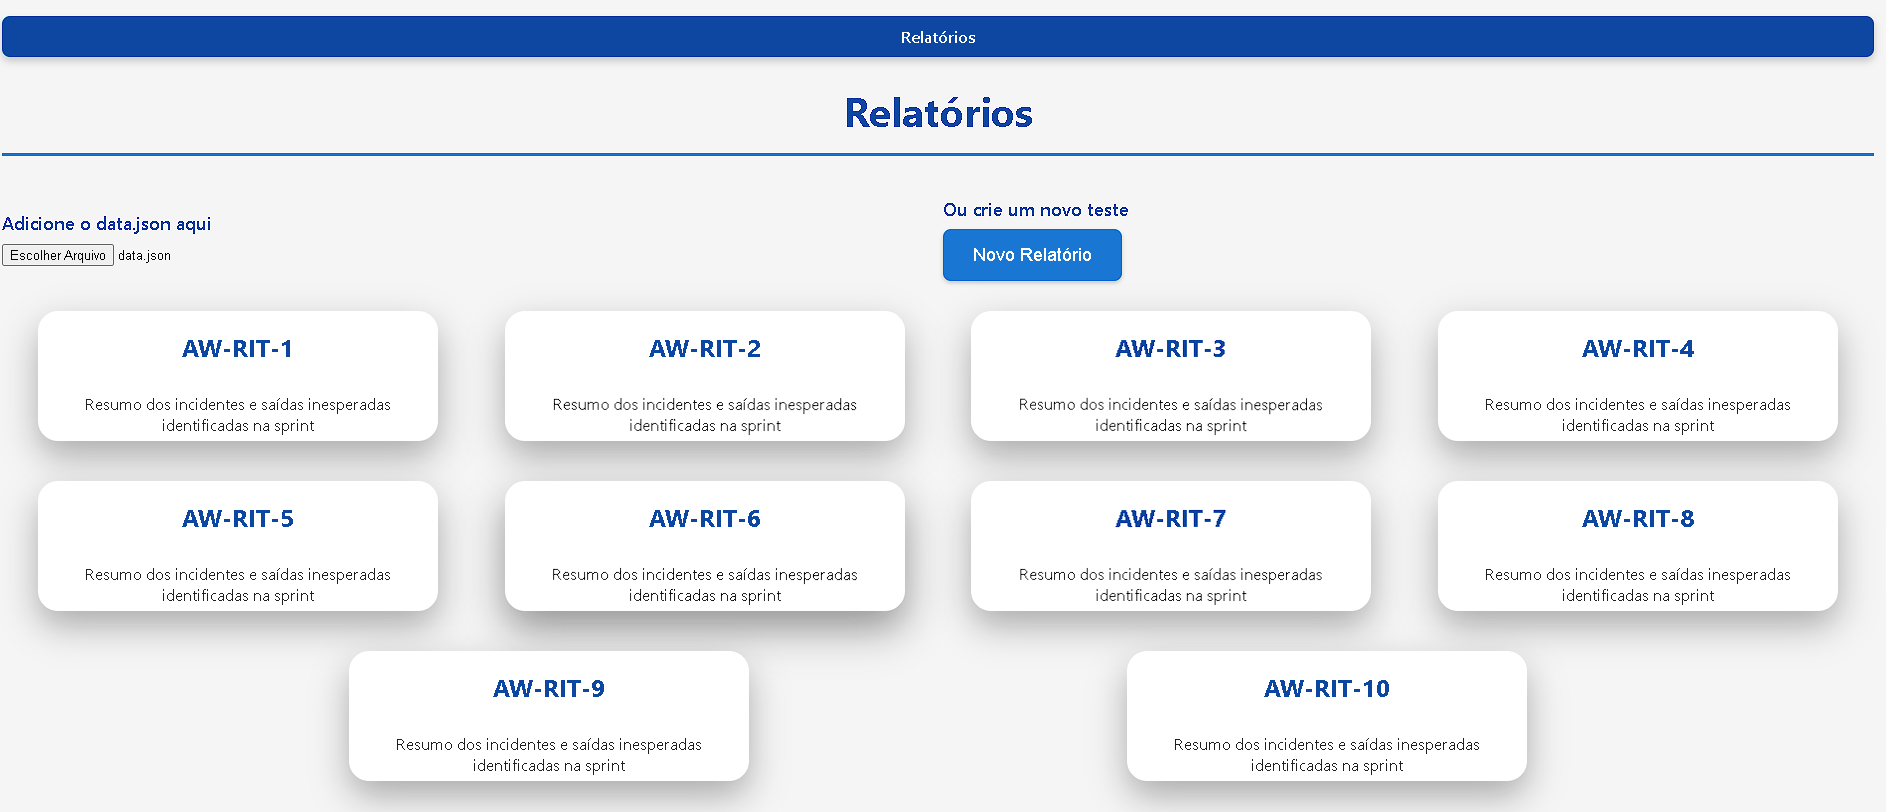 Relatórios
Relatórios
Adicione o data.json aqui
Escolher Arquivo data.json
Ou crie um novo teste
Novo Relatório
AW-RIT-1
Resumo dos incidentes e saídas inesperadas
identificadas na sprint
AW-RIT-2
Resumo dos incidentes e saídas inesperadas
identificadas na sprint
AW-RIT-3
Resumo dos incidentes e saídas inesperadas
identificadas na sprint
AW-RIT-4
Resumo dos incidentes e saídas inesperadas
identificadas na sprint
AW-RIT-5
Resumo dos incidentes e saídas inesperadas
identificadas na sprint
AW-RIT-6
Resumo dos incidentes e saídas inesperadas
identificadas na sprint
AW-RIT-7
Resumo dos incidentes e saídas inesperadas
identificadas na sprint
AW-RIT-8
Resumo dos incidentes e saídas inesperadas
identificadas na sprint
AW-RIT-9
Resumo dos incidentes e saídas inesperadas
identificadas na sprint
AW-RIT-10
Resumo dos incidentes e saídas inesperadas
identificadas na sprint